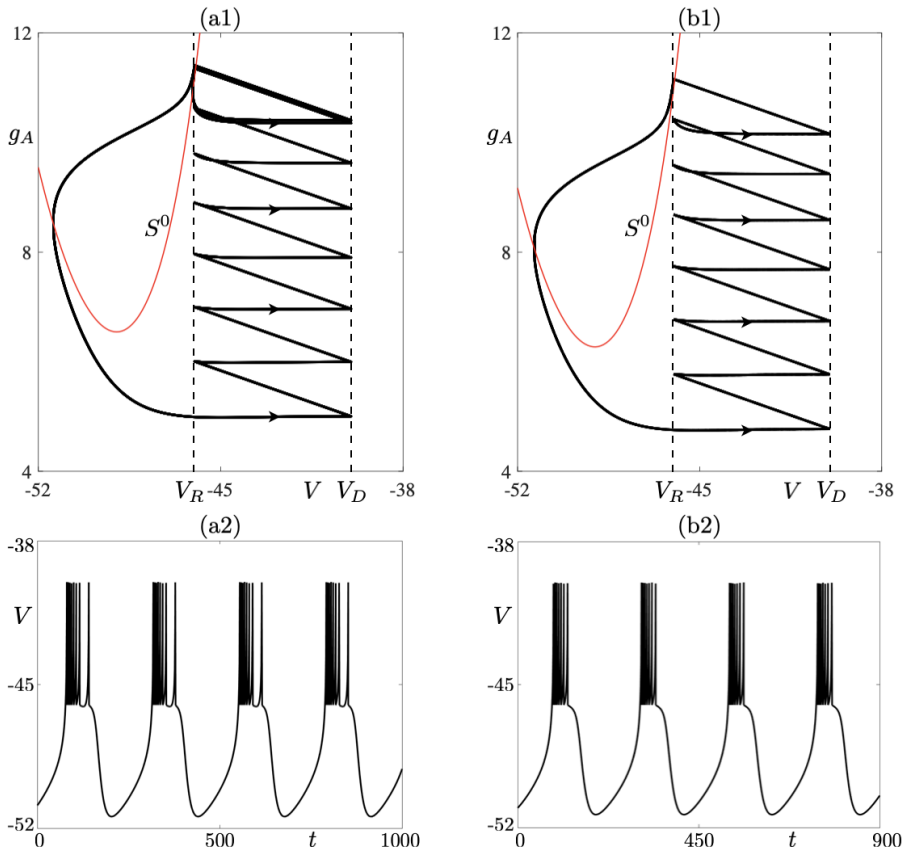 (a1) (b1)
12 12
g_A g_A
S^0 S^0
8 8
4 4
-52 V_R -45 V V_D -38 -52 V_R -45 V V_D -38
(a2) (b2)
-38 -38
V V
-45 -45
-52 -52
0 500 t 1000 0 450 t 900